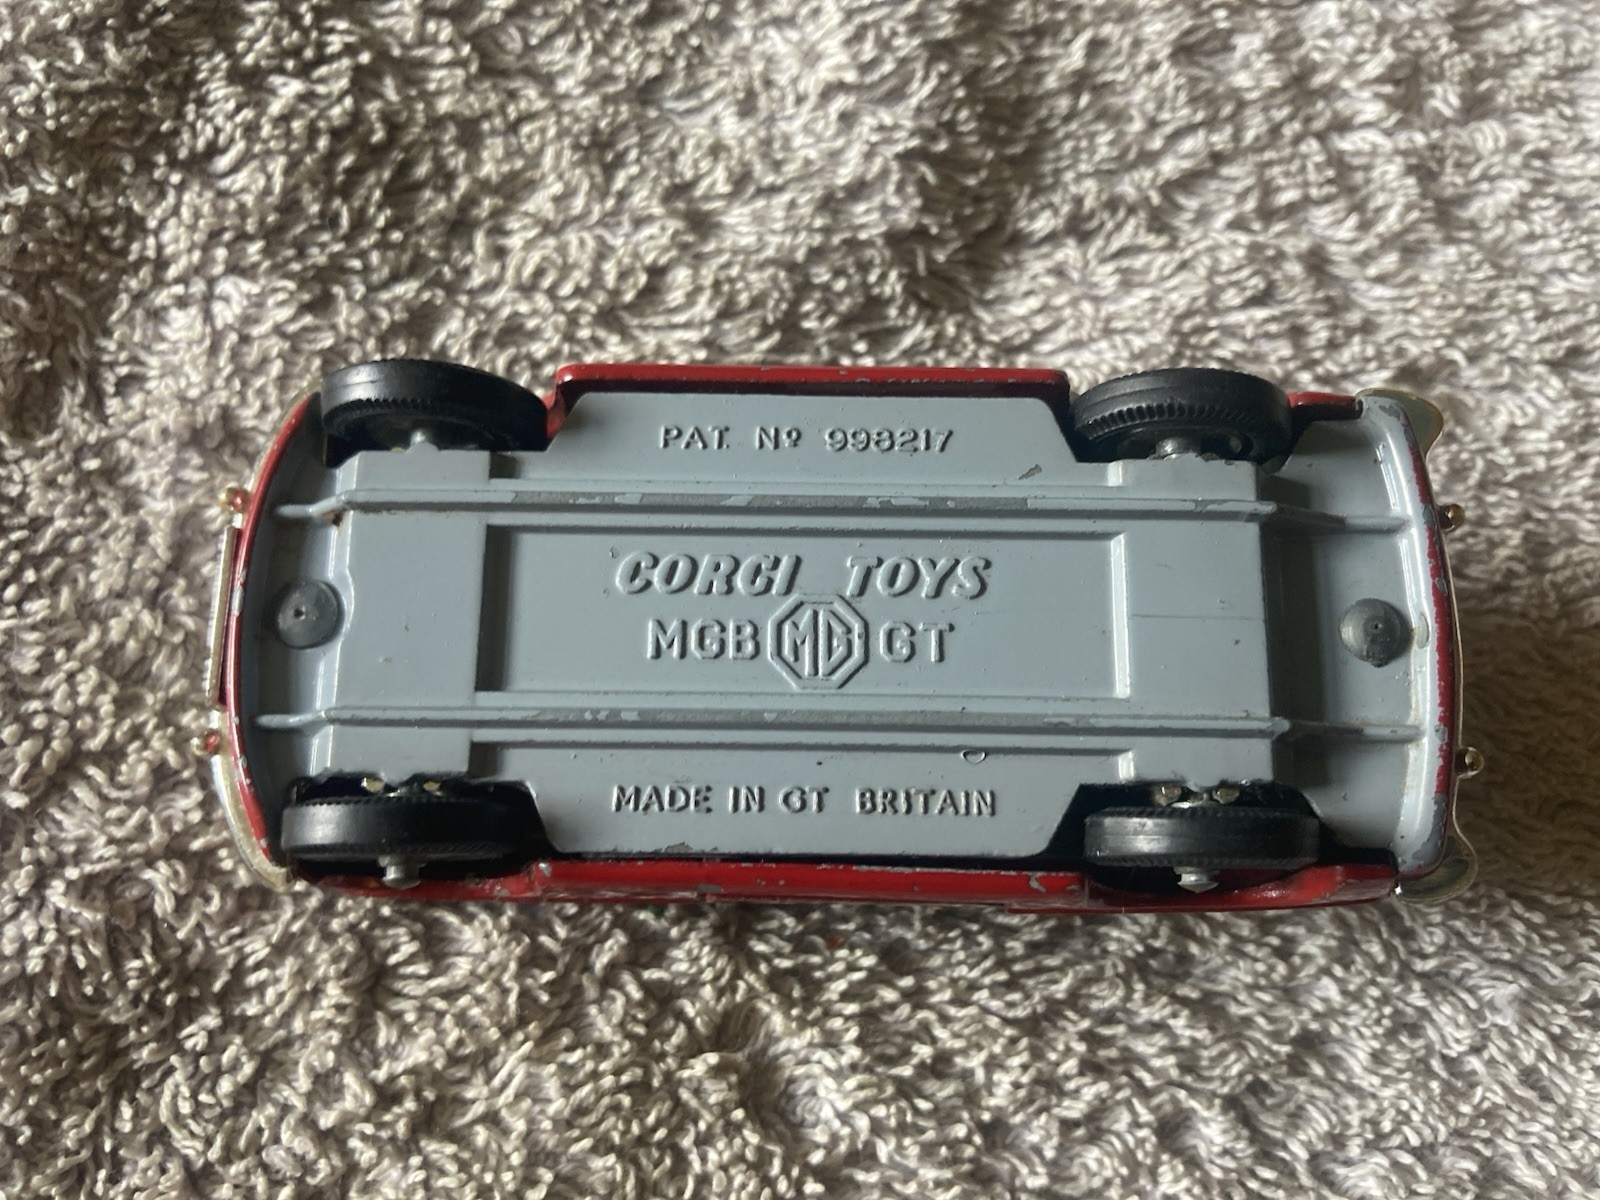 PAT. Nº 998217
CORGI TOYS
MGB MG GT
MADE IN GT BRITAIN